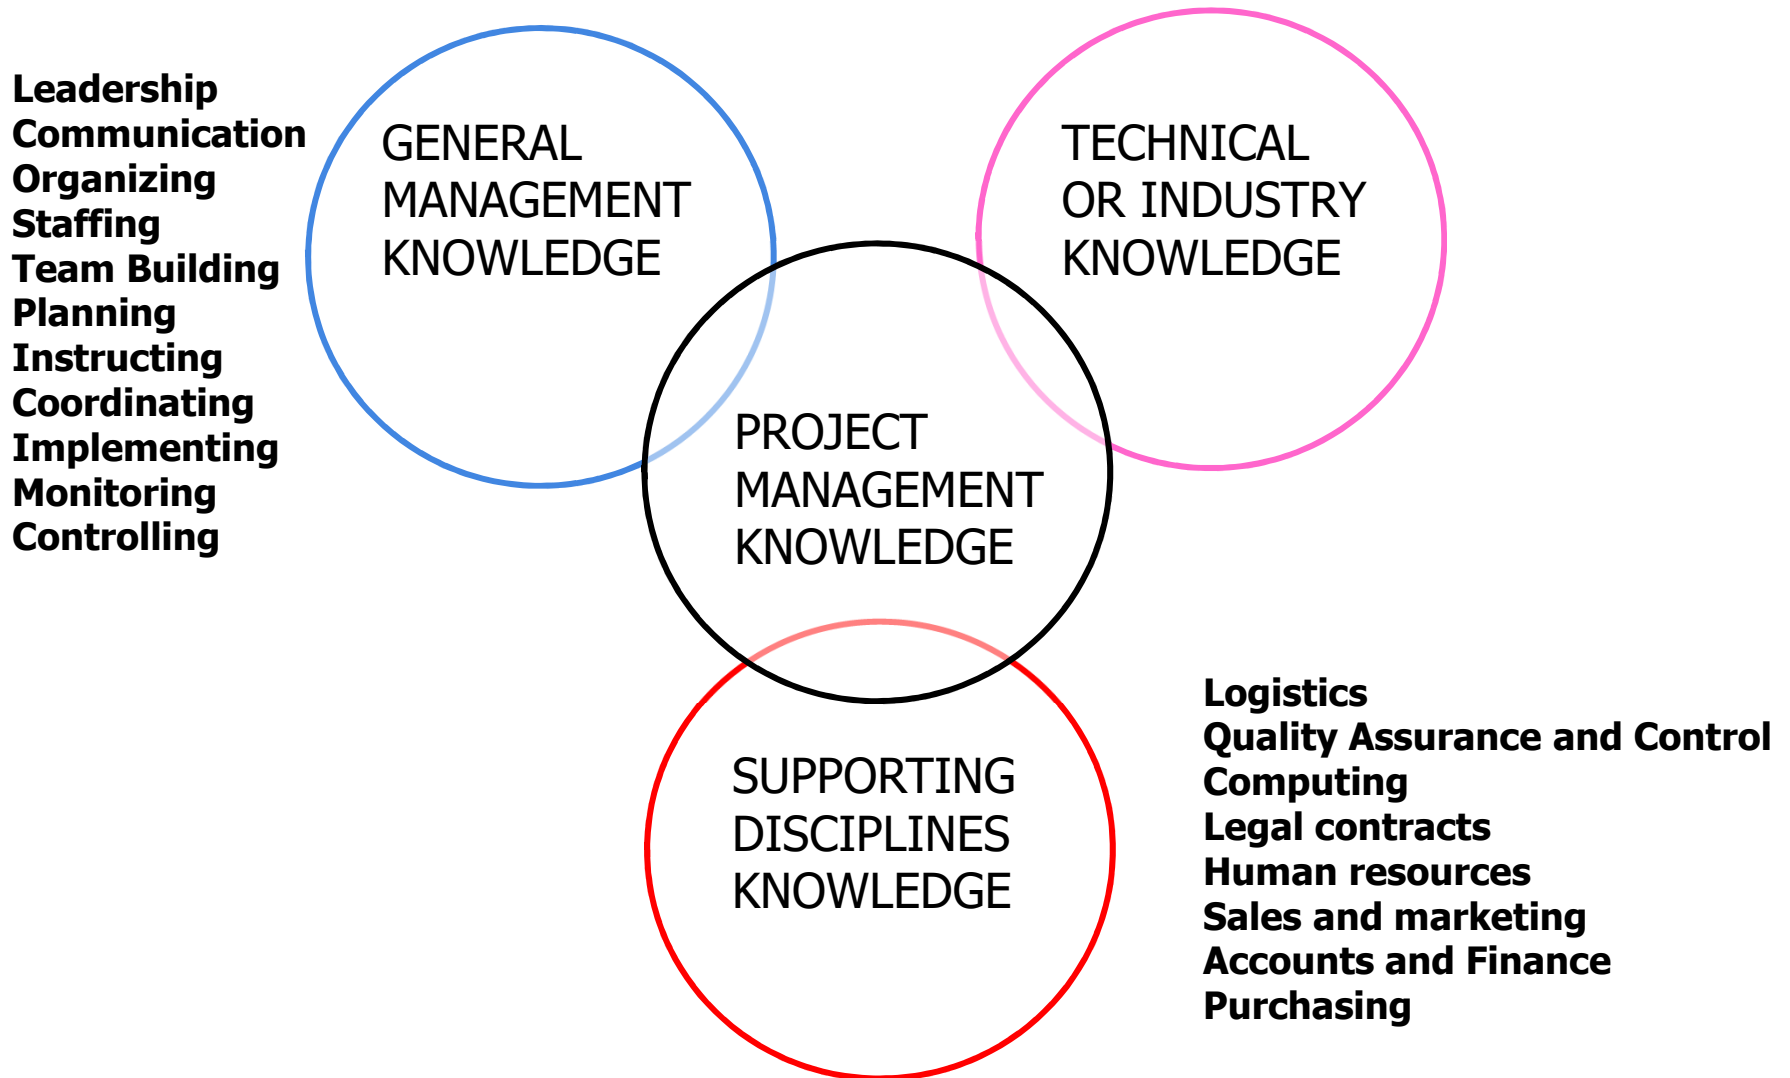 Leadership
Communication
Organizing
Staffing
Team Building
Planning
Instructing
Coordinating
Implementing
Monitoring
Controlling
GENERAL
MANAGEMENT
KNOWLEDGE
TECHNICAL
OR INDUSTRY
KNOWLEDGE
PROJECT
MANAGEMENT
KNOWLEDGE
SUPPORTING
DISCIPLINES
KNOWLEDGE
Logistics
Quality Assurance and Control
Computing
Legal contracts
Human resources
Sales and marketing
Accounts and Finance
Purchasing